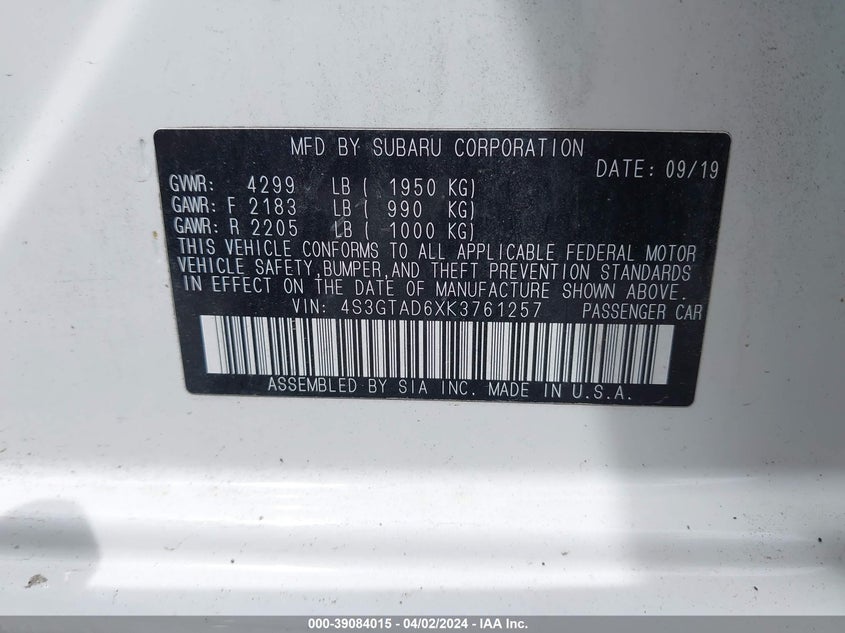 MFD BY SUBARU CORPORATION
DATE: 09/19
GVWR: 4299 LB ( 1950 KG)
GAWR: F 2183 LB ( 990 KG)
GAWR: R 2205 LB ( 1000 KG)
THIS VEHICLE CONFORMS TO ALL APPLICABLE FEDERAL MOTOR
VEHICLE SAFETY,BUMPER,AND THEFT PREVENTION STANDARDS
IN EFFECT ON THE DATE OF MANUFACTURE SHOWN ABOVE.
VIN: 4S3GTAD6XK3761257 PASSENGER CAR
ASSEMBLED BY SIA INC. MADE IN U.S.A.
000-39084015 - 04/02/2024 - IAA Inc.